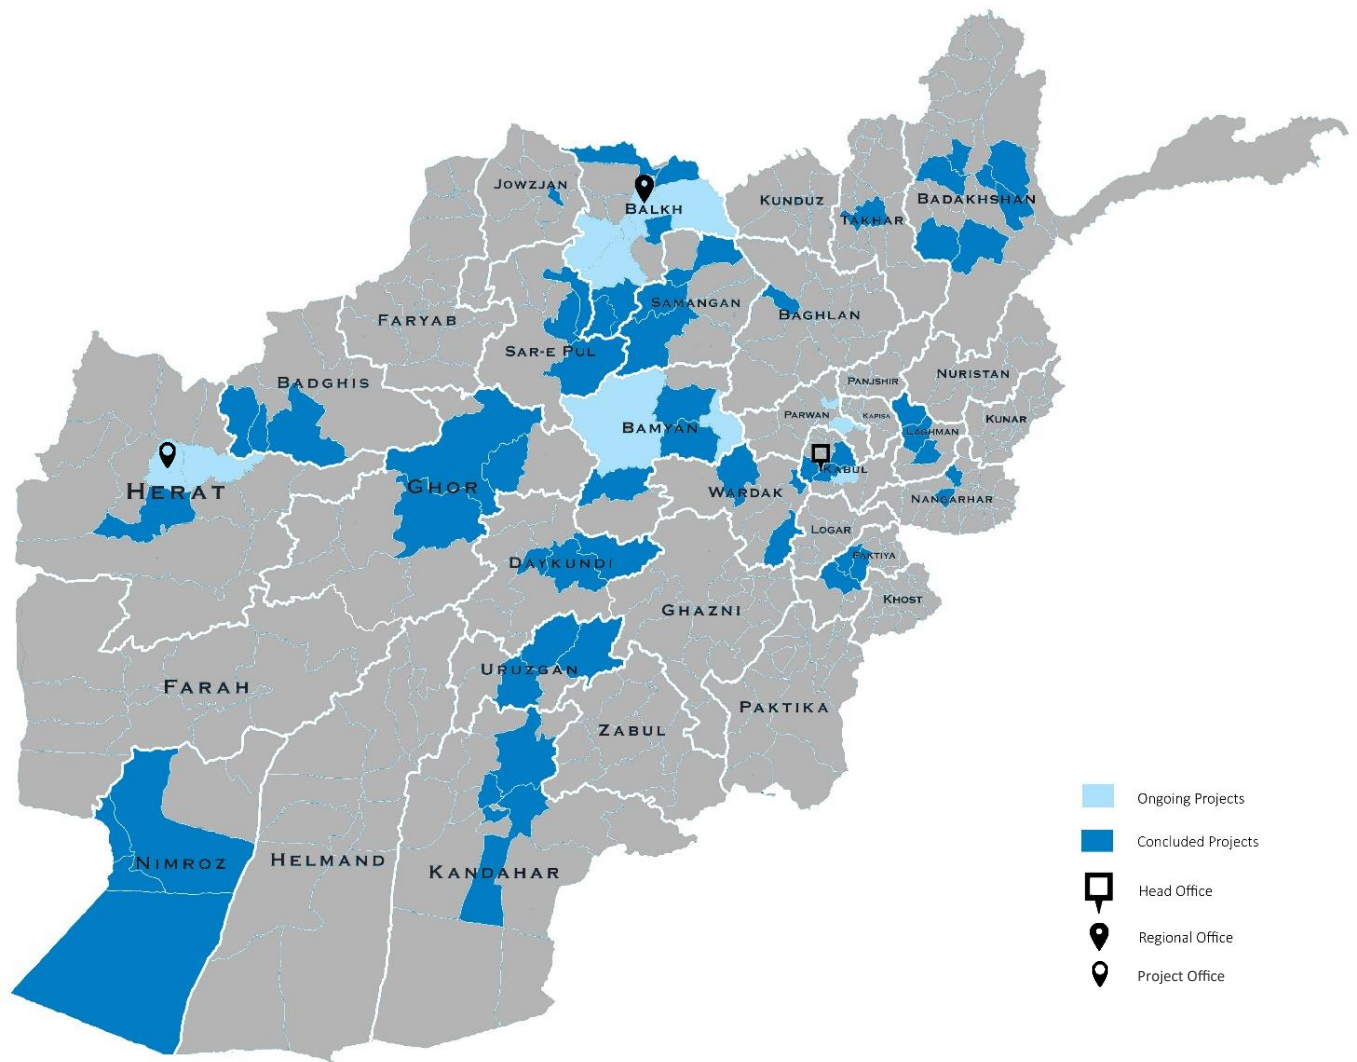 JOWZJAN
BALKH
KUNDUZ
TAKHAR
BADAKHSHAN
FARYAB
SAMANGAN
BAGHLAN
SAR-E PUL
BADGHIS
PANJSHIR
NURISTAN
PARWAN
KAPISA
KUNAR
BAMYAN
LAGHMAN
KABUL
HERAT
GHOR
WARDAK
NANGARHAR
LOGAR
PAKTIYA
DAYKUNDI
KHOST
GHAZNI
URUZGAN
FARAH
PAKTIKA
ZABUL
NIMROZ
HELMAND
KANDAHAR
Ongoing Projects
Concluded Projects
Head Office
Regional Office
Project Office